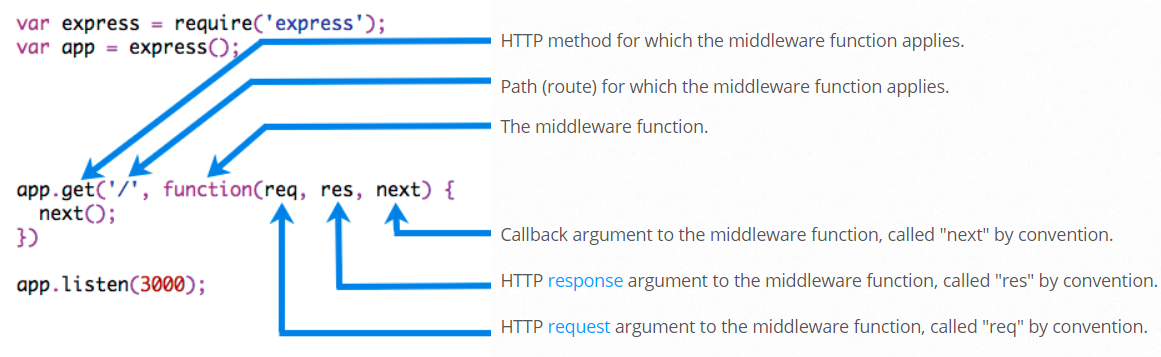 var express = require('express');
var app = express();
HTTP method for which the middleware function applies.
Path (route) for which the middleware function applies.
The middleware function.
app.get('/', function(req, res, next) {
  next();
})
app.listen(3000);
Callback argument to the middleware function, called "next" by convention.
HTTP response argument to the middleware function, called "res" by convention.
HTTP request argument to the middleware function, called "req" by convention.